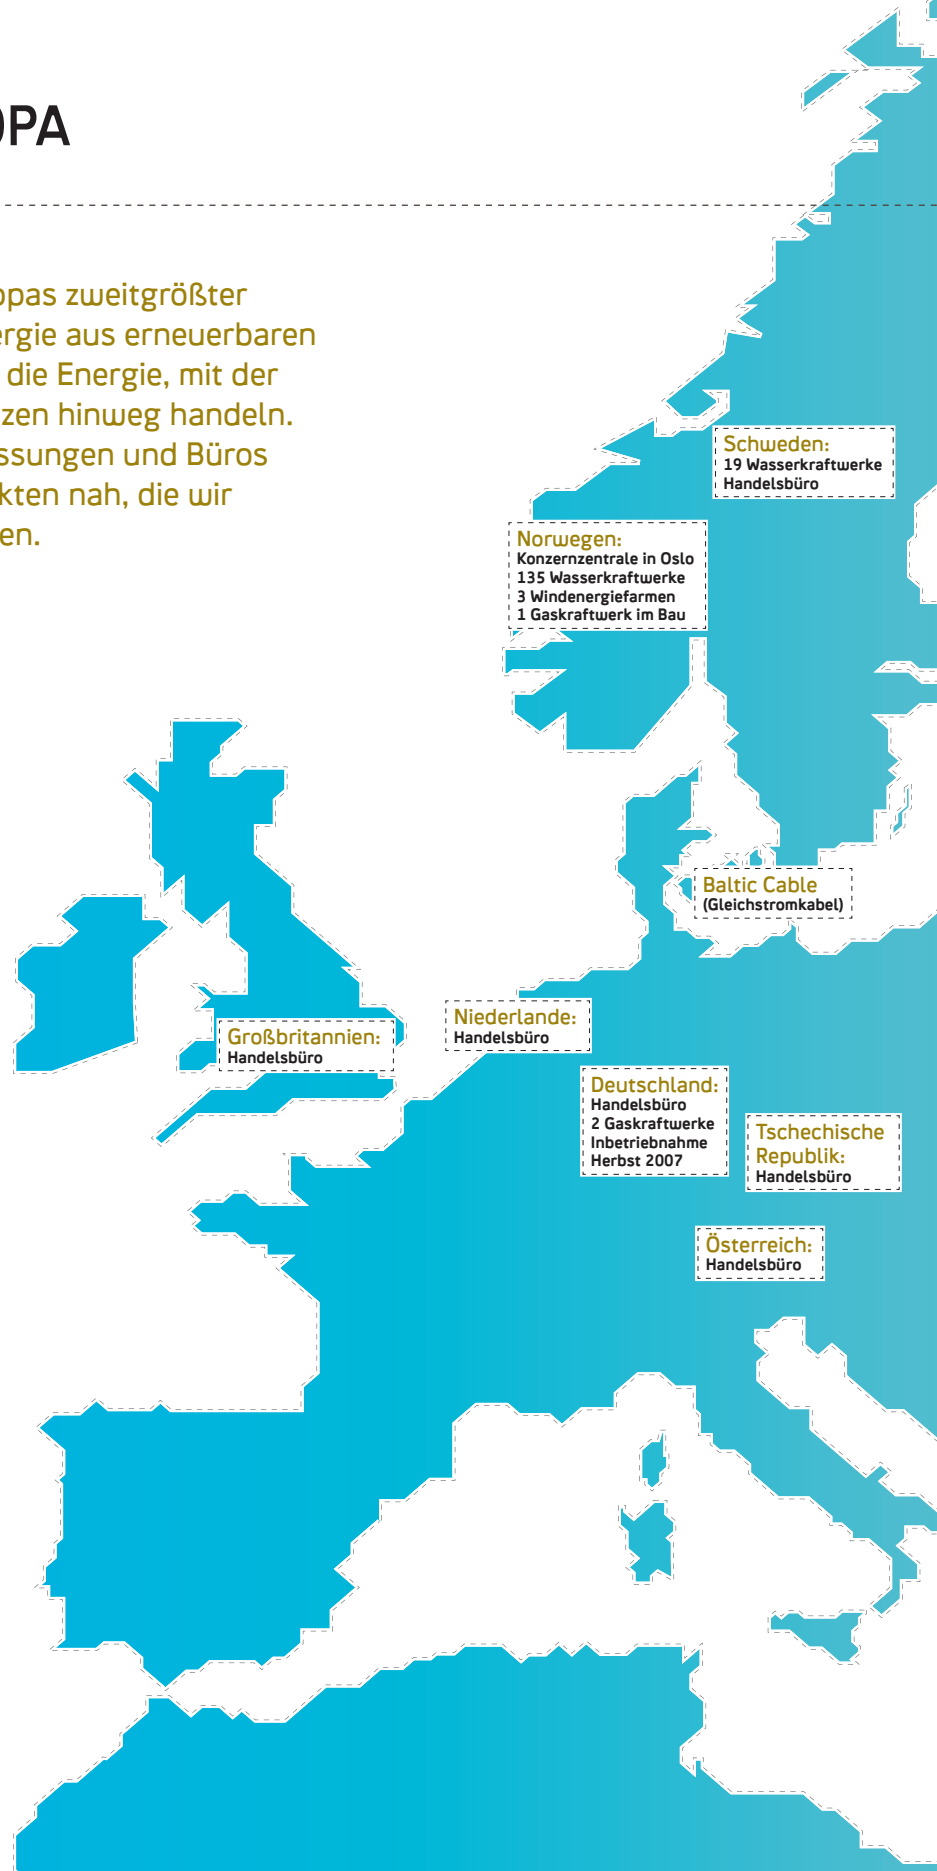 OPA
opas zweitgrößter
ergie aus erneuerbaren
die Energie, mit der
zen hinweg handeln.
ssungen und Büros
kten nah, die wir
en.
Schweden:
19 Wasserkraftwerke
Handelsbüro
Norwegen:
Konzernzentrale in Oslo
135 Wasserkraftwerke
3 Windenergiefarmen
1 Gaskraftwerk im Bau
Baltic Cable
(Gleichstromkabel)
Großbritannien:
Handelsbüro
Niederlande:
Handelsbüro
Deutschland:
Handelsbüro
2 Gaskraftwerke
Inbetriebnahme
Herbst 2007
Tschechische
Republik:
Handelsbüro
Österreich:
Handelsbüro